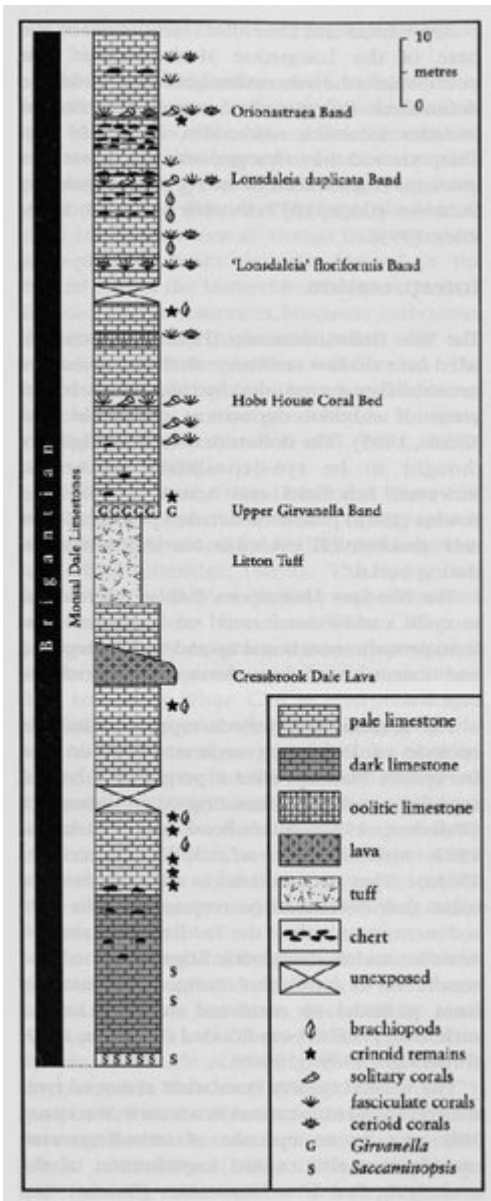 10
metres
0
Orionastraea Band
Lonsdaleia duplicata Band
'Lonsdaleia' floriformis Band
Hobs House Coral Bed
Upper Girvanella Band
G G G G G G
Litton Tuff
Cressbrook Dale Lava
Brigantian
Monsal Dale Limestones
S
S
S S S S S S
pale limestone
dark limestone
oolitic limestone
lava
tuff
chert
unexposed
brachiopods
crinoid remains
solitary corals
fasciculate corals
cerioid corals
G Girvanella
S Saccaminopsis